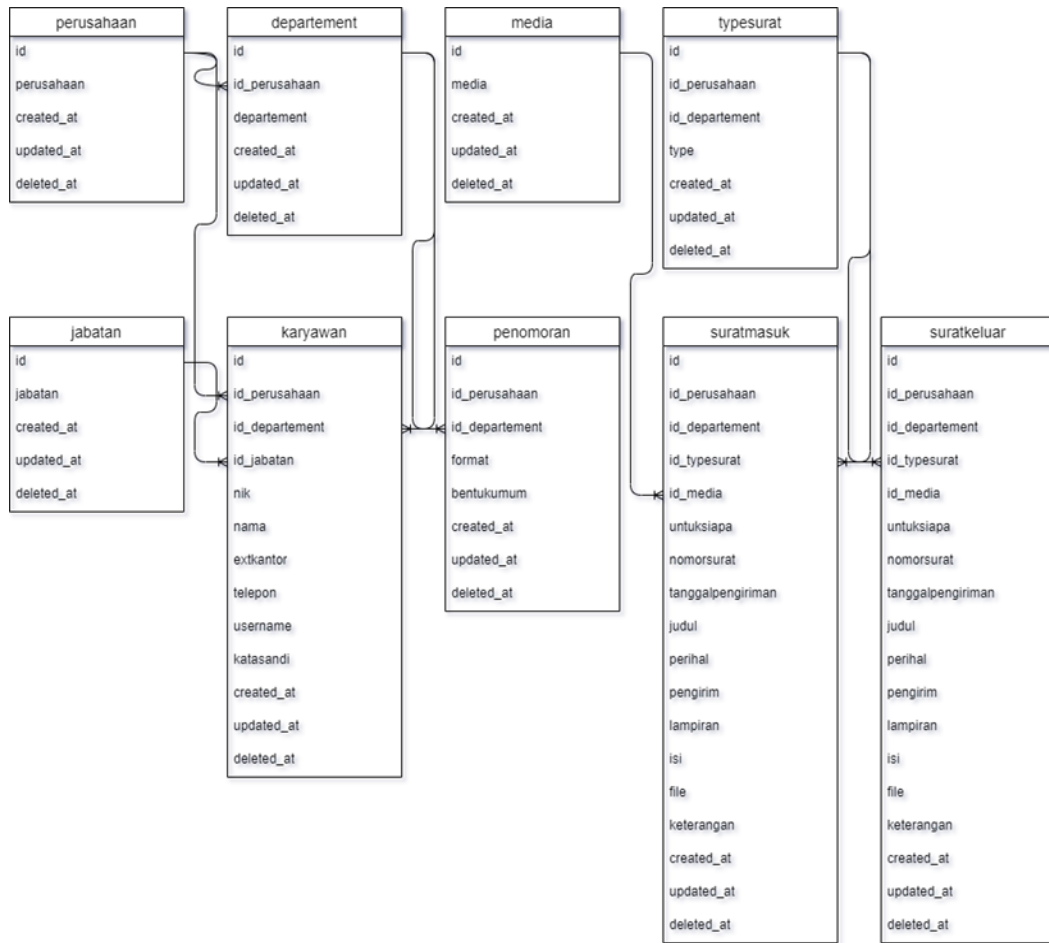 perusahaan
id
perusahaan
created_at
updated_at
deleted_at
departement
id
id_perusahaan
departement
created_at
updated_at
deleted_at
media
id
media
created_at
updated_at
deleted_at
typesurat
id
id_perusahaan
id_departement
type
created_at
updated_at
deleted_at
jabatan
id
jabatan
created_at
updated_at
deleted_at
karyawan
id
id_perusahaan
id_departement
id_jabatan
nik
nama
extkantor
telepon
username
katasandi
created_at
updated_at
deleted_at
penomoran
id
id_perusahaan
id_departement
format
bentukumum
created_at
updated_at
deleted_at
suratmasuk
id
id_perusahaan
id_departement
id_typesurat
id_media
untuksiapa
nomorsurat
tanggalpengiriman
judul
perihal
pengirim
lampiran
isi
file
keterangan
created_at
updated_at
deleted_at
suratkeluar
id
id_perusahaan
id_departement
id_typesurat
id_media
untuksiapa
nomorsurat
tanggalpengiriman
judul
perihal
pengirim
lampiran
isi
file
keterangan
created_at
updated_at
deleted_at